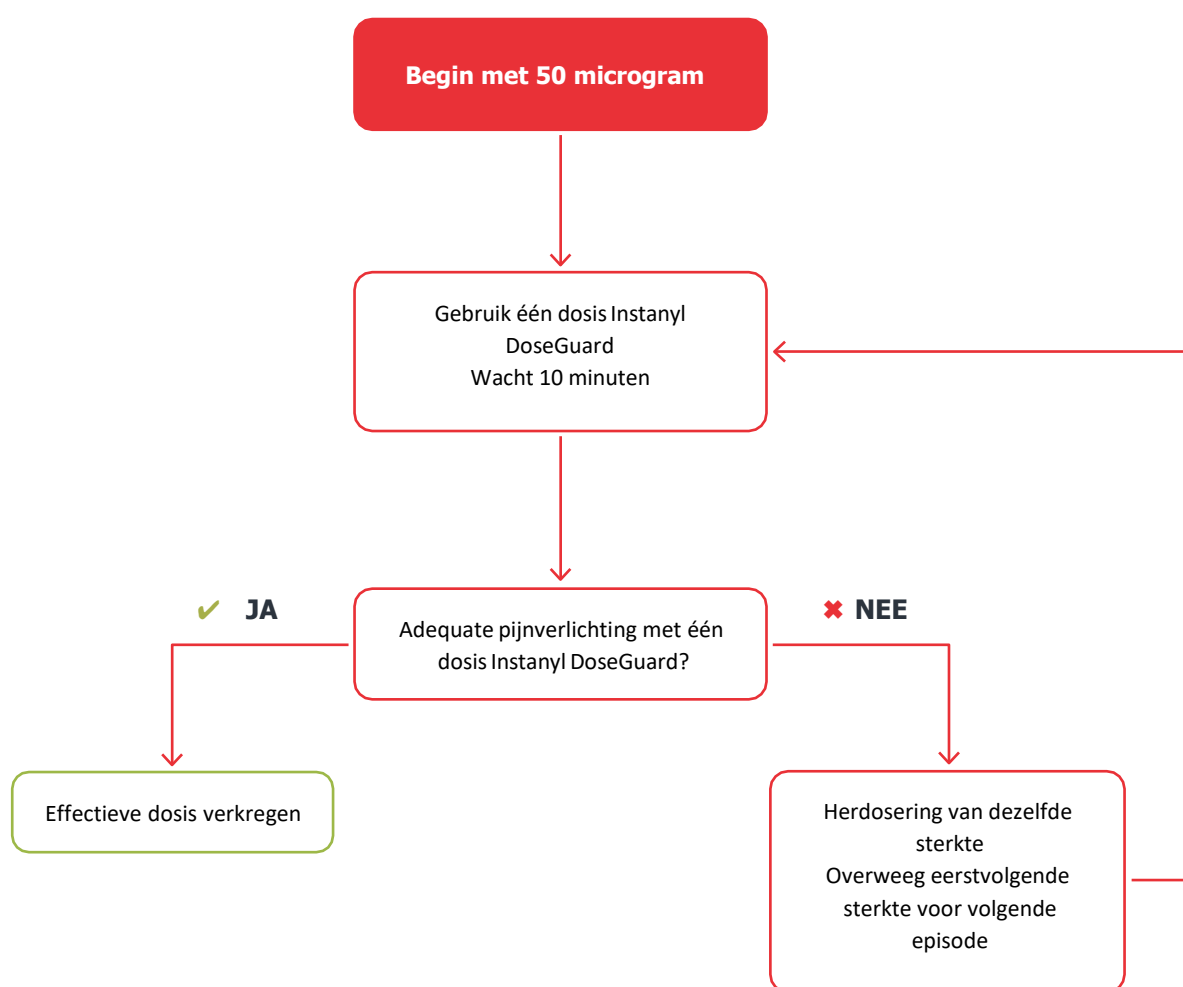 Begin met 50 microgram
Gebruik één dosis Instanyl
DoseGuard
Wacht 10 minuten
✔ JA
✖ NEE
Adequate pijnverlichting met één
dosis Instanyl DoseGuard?
Effectieve dosis verkregen
Herdosering van dezelfde
sterkte
Overweeg eerstvolgende
sterkte voor volgende
episode